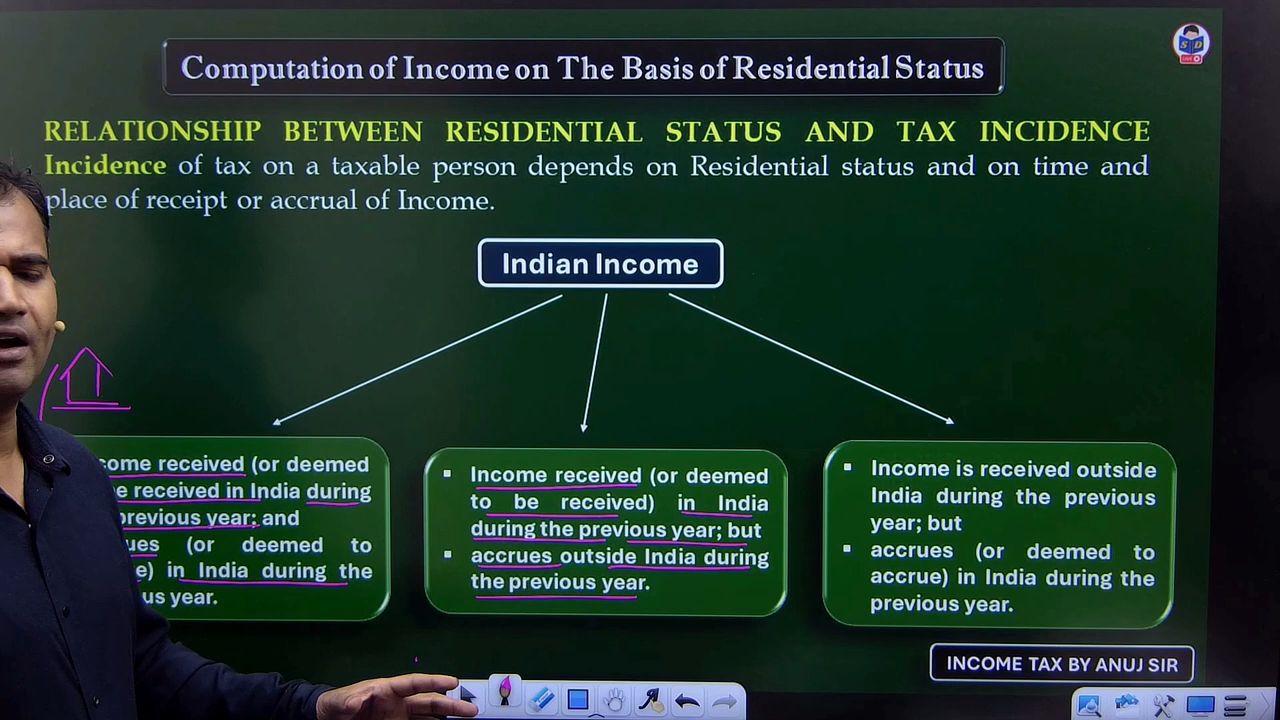 Computation of Income on The Basis of Residential Status
S D
RELATIONSHIP BETWEEN RESIDENTIAL STATUS AND TAX INCIDENCE
Incidence of tax on a taxable person depends on Residential status and on time and
place of receipt or accrual of Income.
Indian Income
come received (or deemed
be received in India during
previous year; and
ues (or deemed to
e) in India during the
us year.
▪ Income received (or deemed
to be received) in India
during the previous year; but
▪ accrues outside India during
the previous year.
▪ Income is received outside
India during the previous
year; but
▪ accrues (or deemed to
accrue) in India during the
previous year.
INCOME TAX BY ANUJ SIR